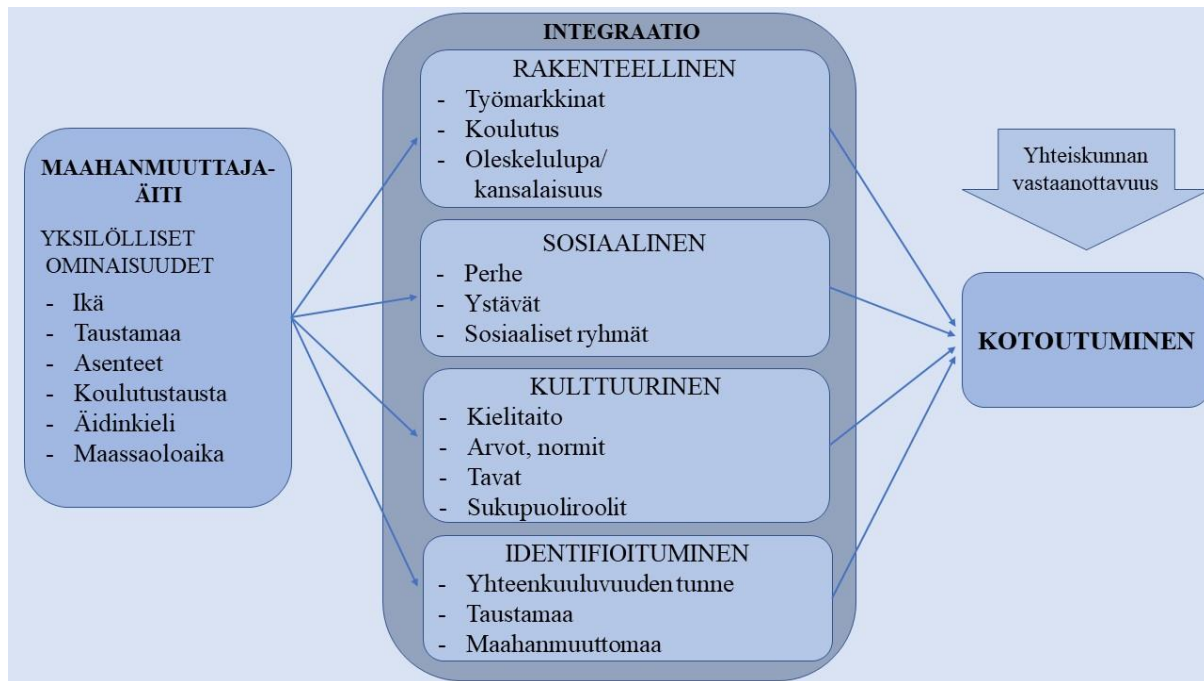 MAAHANMUUTTAJA-
ÄITI
YKSILÖLLISET
OMINAISUUDET
- Ikä
- Taustamaa
- Asenteet
- Koulutustausta
- Äidinkieli
- Maassaoloaika
INTEGRAATIO
RAKENTEELLINEN
- Työmarkkinat
- Koulutus
- Oleskelulupa/
kansalaisuus
SOSIAALINEN
- Perhe
- Ystävät
- Sosiaaliset ryhmät
KULTTUURINEN
- Kielitaito
- Arvot, normit
- Tavat
- Sukupuoliroolit
IDENTIFIOITUMINEN
- Yhteenkuuluvuuden tunne
- Taustamaa
- Maahanmuuttomaa
Yhteiskunnan
vastaanottavuus
KOTOUTUMINEN